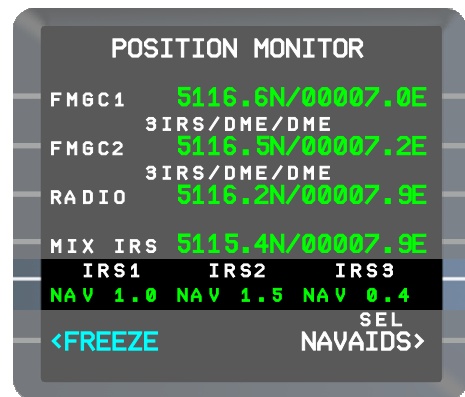 POSITION MONITOR
FMGC1 5116.6N/00007.0E
3IRS/DME/DME
FMGC2 5116.5N/00007.2E
3IRS/DME/DME
RADIO 5116.2N/00007.9E
MIX IRS 5115.4N/00007.9E
IRS1 IRS2 IRS3
NAV 1.0 NAV 1.5 NAV 0.4
SEL
<FREEZE NAVAIDS>